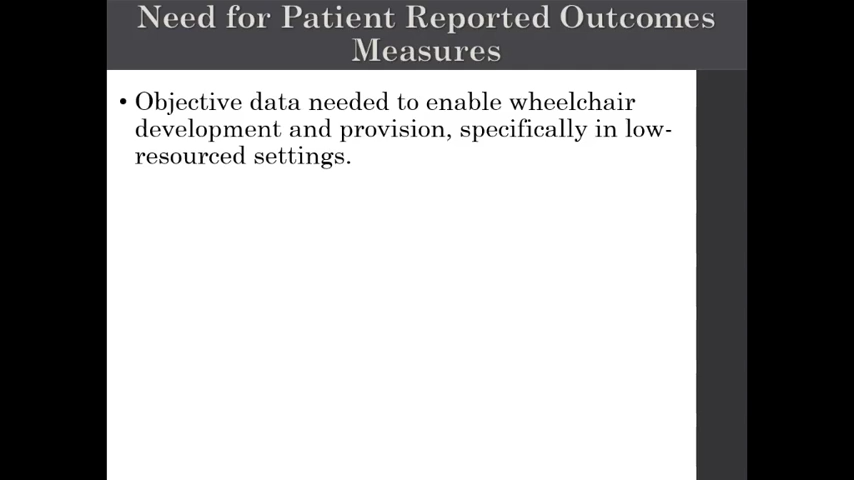 Need for Patient Reported Outcomes
Measures
• Objective data needed to enable wheelchair
development and provision, specifically in low-
resourced settings.